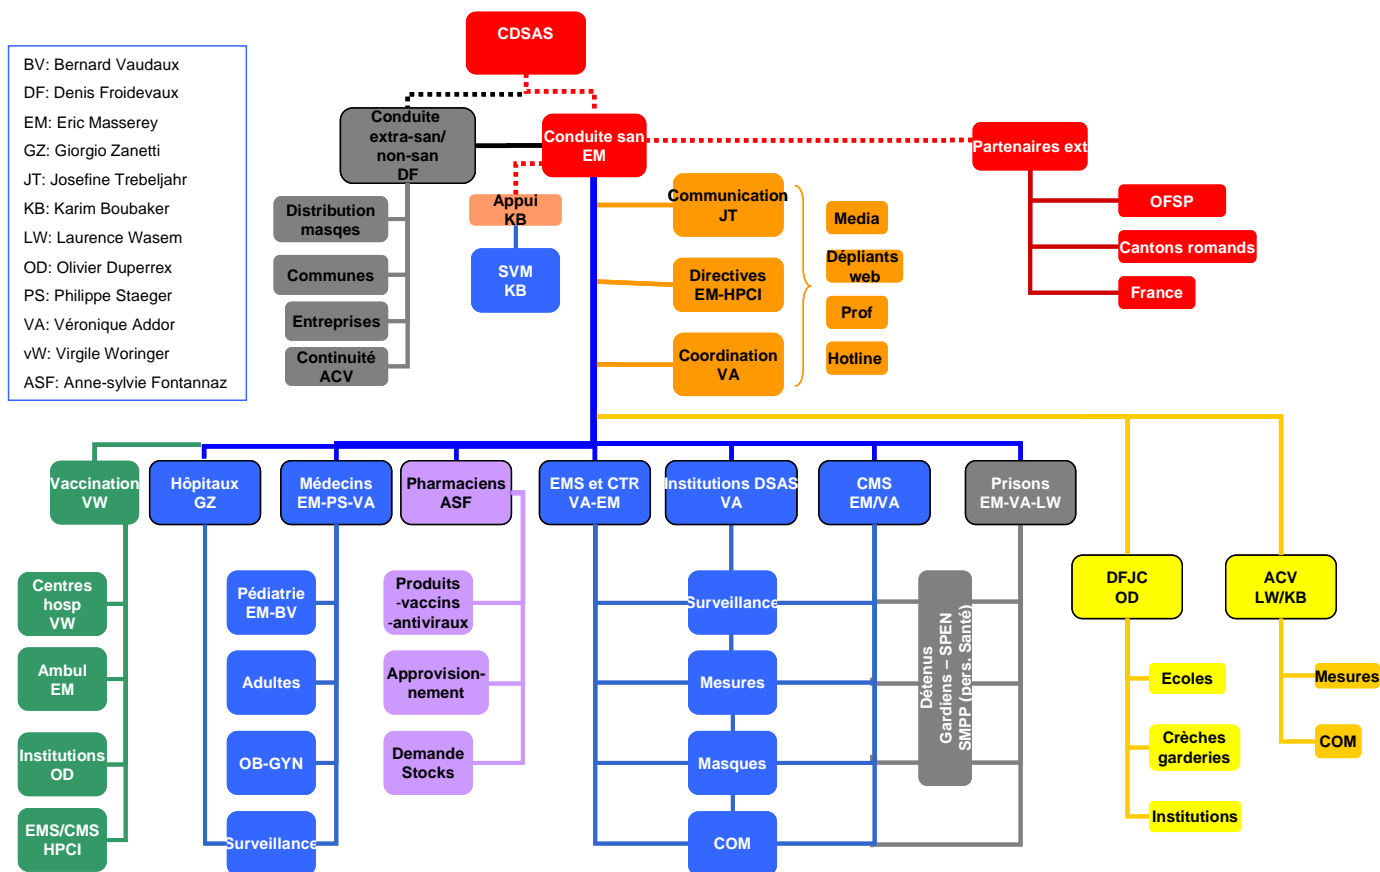 CDSAS
BV: Bernard Vaudaux
DF: Denis Froidevaux
EM: Eric Masserey
GZ: Giorgio Zanetti
JT: Josefine Trebeljahr
KB: Karim Boubaker
LW: Laurence Wasem
OD: Olivier Duperrex
PS: Philippe Staeger
VA: Véronique Addor
vW: Virgile Woringer
ASF: Anne-sylvie Fontannaz
Conduite
extra-san/
non-san
DF
Conduite san
EM
Partenaires ext
Distribution
masqes
Communes
Entreprises
Continuité
ACV
Appui
KB
SVM
KB
Communication
JT
Directives
EM-HPCI
Coordination
VA
Media
Dépliants
web
Prof
Hotline
OFSP
Cantons romands
France
Vaccination
VW
Hôpitaux
GZ
Médecins
EM-PS-VA
Pharmaciens
ASF
EMS et CTR
VA-EM
Institutions DSAS
VA
CMS
EM/VA
Prisons
EM-VA-LW
Centres
hosp
VW
Ambul
EM
Institutions
OD
EMS/CMS
HPCI
Pédiatrie
EM-BV
Adultes
OB-GYN
Surveillance
Produits
-vaccins
-antiviraux
Approvision-
nement
Demande
Stocks
Surveillance
Mesures
Masques
COM
Détenus
Gardiens – SPEN
SMPP (pers. Santé)
DFJC
OD
ACV
LW/KB
Ecoles
Crèches
garderies
Institutions
Mesures
COM